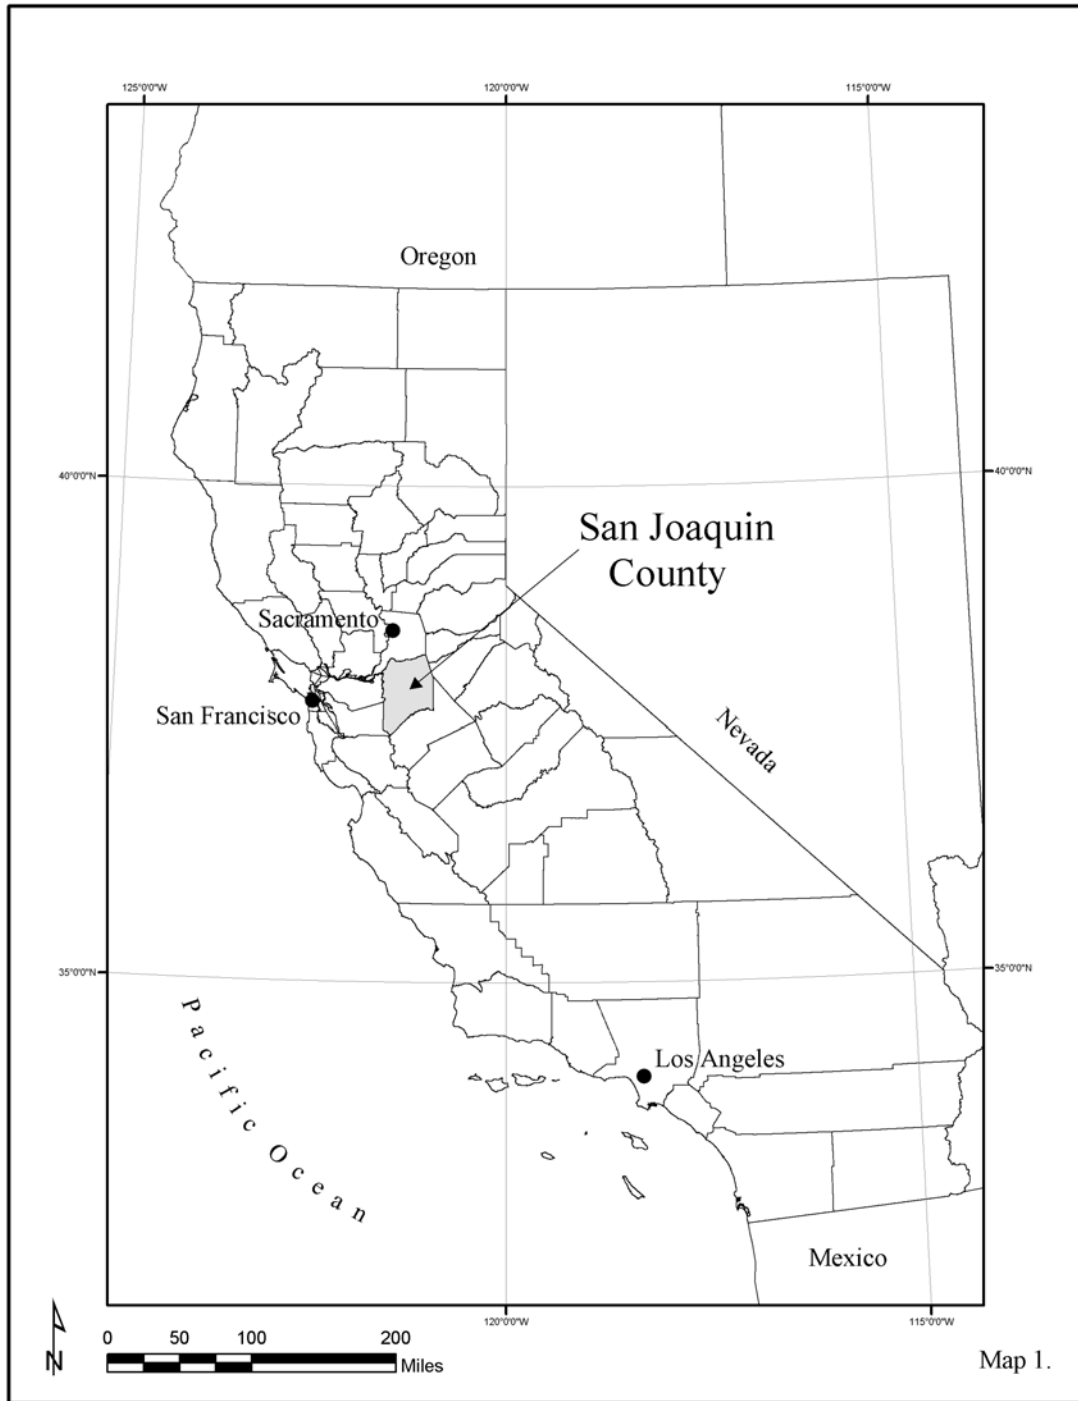 125°0'0"W 120°0'0"W 115°0'0"W
Oregon
40°0'0"N 40°0'0"N
San Joaquin
County
Sacramento
San Francisco
Nevada
35°0'0"N 35°0'0"N
Pacific Ocean
Los Angeles
Mexico
120°0'0"W 115°0'0"W
N
0 50 100 200
Miles
Map 1.